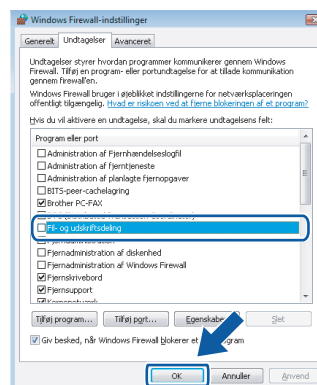 Windows Firewall-indstillinger
Generelt Undtagelser Avanceret
Undtagelser styrer hvordan programmer kommunikerer gennem Windows
Firewall. Tilføj en program- eller portundtagelse for at tillade kommunikation
gennem firewall'en.
Windows Firewall bruger i øjeblikket indstillingerne for netværksplaceringen
offentligt tilgængelig. Hvad er risikoen ved at fjerne blokeringen af et program?
Hvis du vil aktivere en undtagelse, skal du markere undtagelsens felt:
Program eller port
Administration af Fjernhændelseslogfil
Administration af fjerntjeneste
Administration af planlagte fjernopgaver
BITS-peer-cachelagring
Brother PC-FAX
Fil- og udskriftsdeling
Fjernadministration
Fjernadministration af diskenhed
Fjernadministration af Windows Firewall
Fjernskrivebord
Fjernsupport
Tilføj program... Tilføj port... Slet
Giv besked, når Windows Firewall blokerer et
OK Annuller Anvend